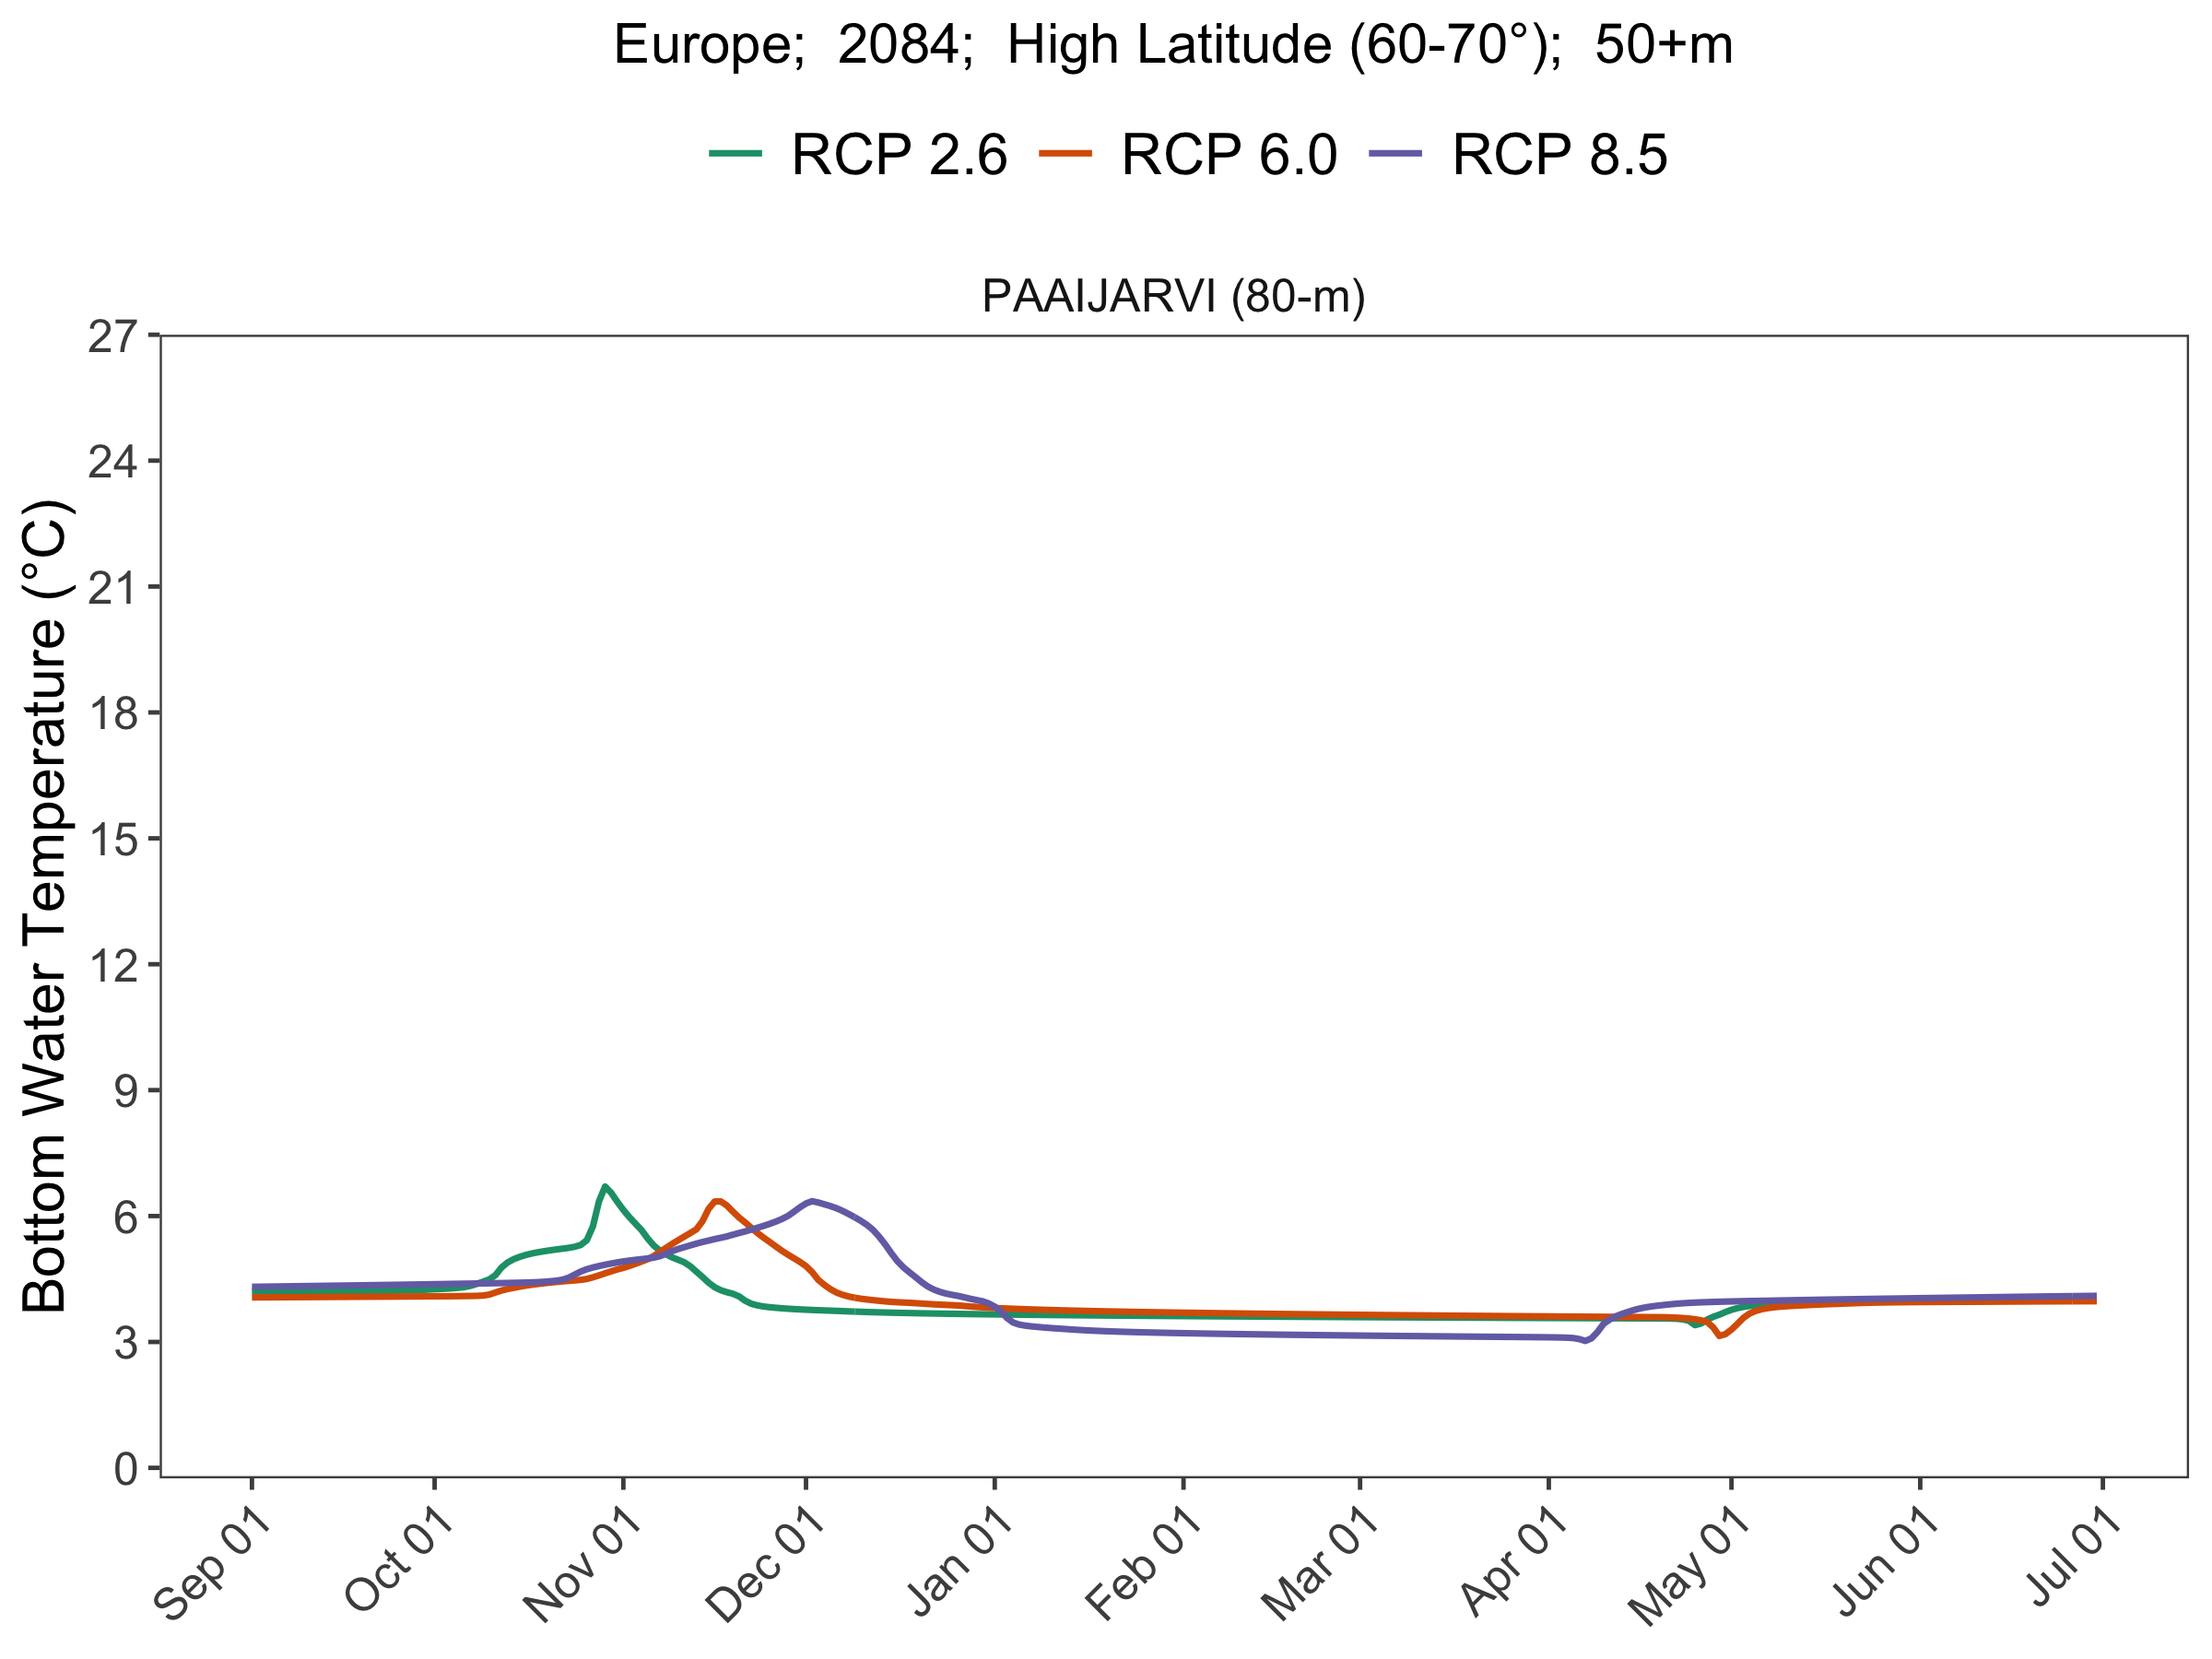 Europe; 2084; High Latitude (60-70°); 50+m
RCP 2.6 RCP 6.0 RCP 8.5
PAAIJARVI (80-m)
Bottom Water Temperature (°C)
27
24
21
18
15
12
9
6
3
0
Sep 01 Oct 01 Nov 01 Dec 01 Jan 01 Feb 01 Mar 01 Apr 01 May 01 Jun 01 Jul 01